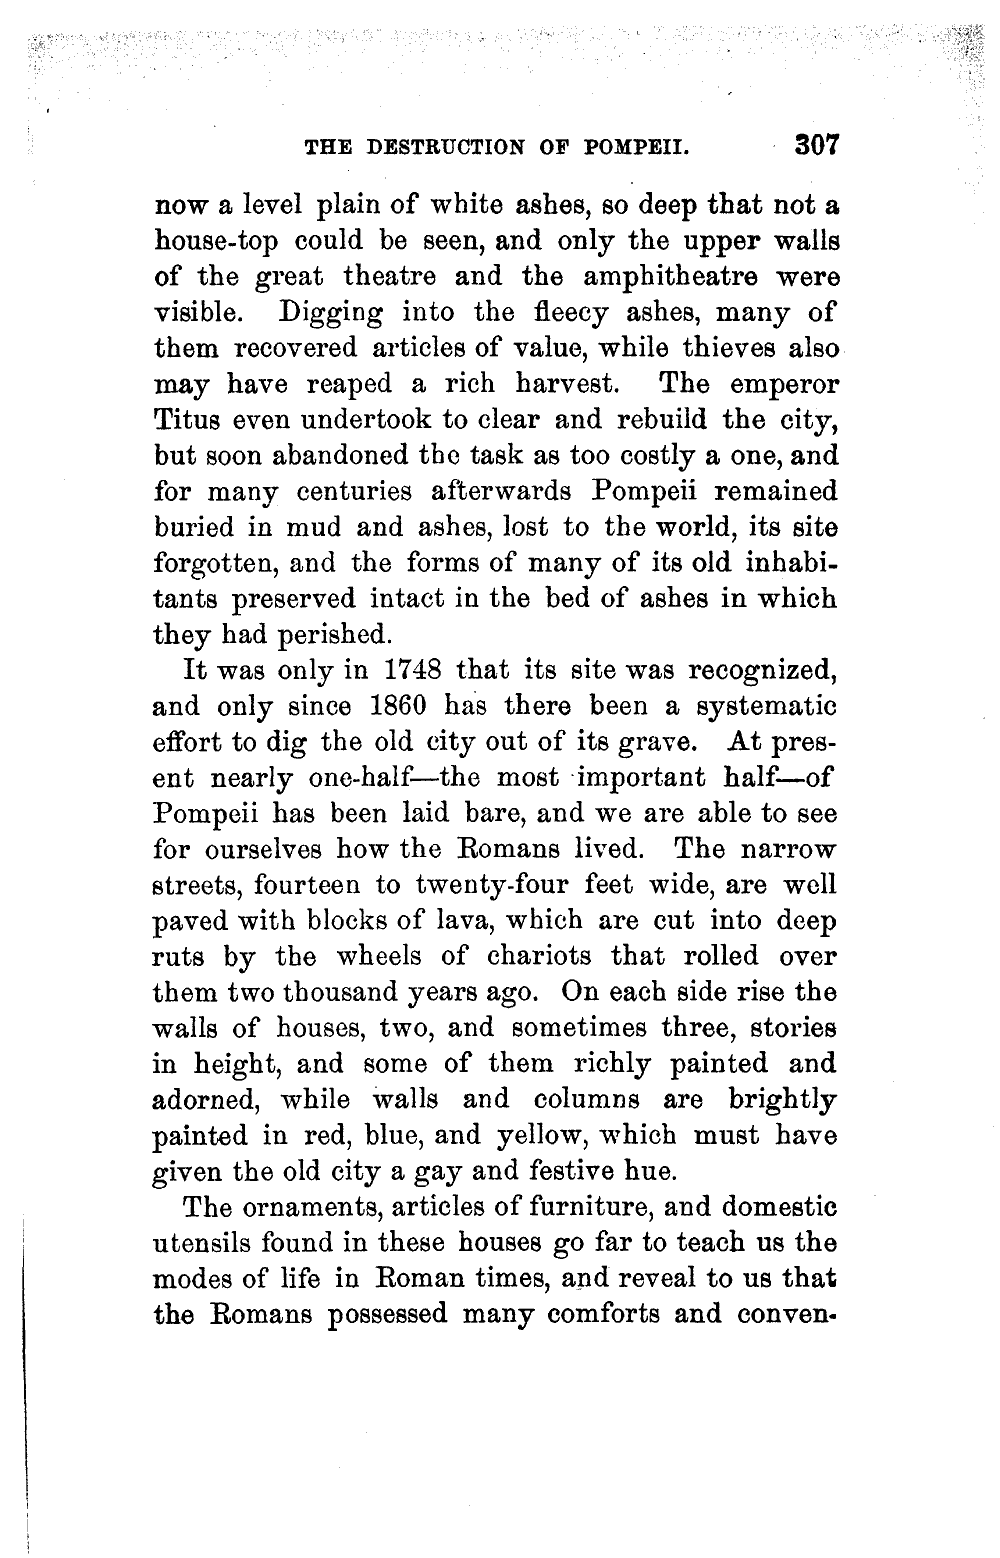 THE DESTRUCTION OF POMPEII. 307
now a level plain of white ashes, so deep that not a
house-top could be seen, and only the upper walls
of the great theatre and the amphitheatre were
visible. Digging into the fleecy ashes, many of
them recovered articles of value, while thieves also
may have reaped a rich harvest. The emperor
Titus even undertook to clear and rebuild the city,
but soon abandoned the task as too costly a one, and
for many centuries afterwards Pompeii remained
buried in mud and ashes, lost to the world, its site
forgotten, and the forms of many of its old inhabi-
tants preserved intact in the bed of ashes in which
they had perished.
It was only in 1748 that its site was recognized,
and only since 1860 has there been a systematic
effort to dig the old city out of its grave. At pres-
ent nearly one-half—the most important half—of
Pompeii has been laid bare, and we are able to see
for ourselves how the Romans lived. The narrow
streets, fourteen to twenty-four feet wide, are well
paved with blocks of lava, which are cut into deep
ruts by the wheels of chariots that rolled over
them two thousand years ago. On each side rise the
walls of houses, two, and sometimes three, stories
in height, and some of them richly painted and
adorned, while walls and columns are brightly
painted in red, blue, and yellow, which must have
given the old city a gay and festive hue.
The ornaments, articles of furniture, and domestic
utensils found in these houses go far to teach us the
modes of life in Roman times, and reveal to us that
the Romans possessed many comforts and conven-